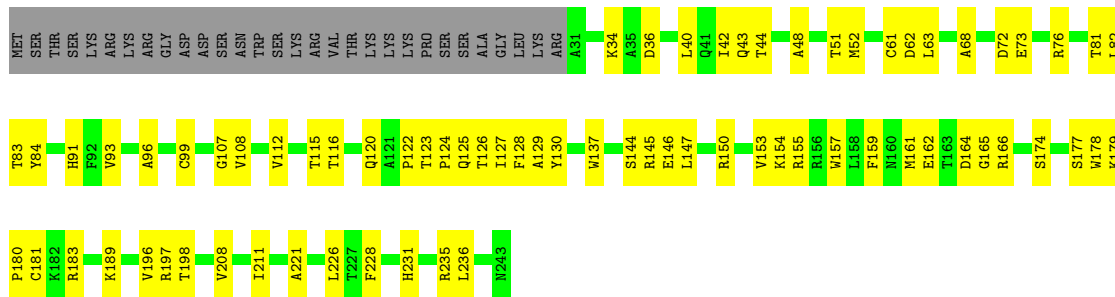 MET SER THR SER LYS ARG LYS ARG GLY ASP ASP SER ASN TRP SER LYS ARG VAL THR LYS LYS LYS PRO SER SER ALA GLY LEU LYS ARG A31 K34 A35 D36 L40 Q41 I42 Q43 T44 A48 T51 M52 C61 D62 L63 A68 D72 E73 R76 T81
T83 Y84 H91 F92 V93 A96 C99 G107 V108 V112 T115 T116 Q120 A121 P122 T123 P124 Q125 T126 I127 F128 A129 Y130 W137 S144 R145 E146 L147 R150 V153 K154 R155 R156 W157 L158 F159 N160 M161 E162 T163 D164 G165 R166 S174 S177 W178
P180 C181 K182 R183 K189 V196 R197 T198 V208 I211 A221 L226 T227 F228 H231 R235 L236 N243